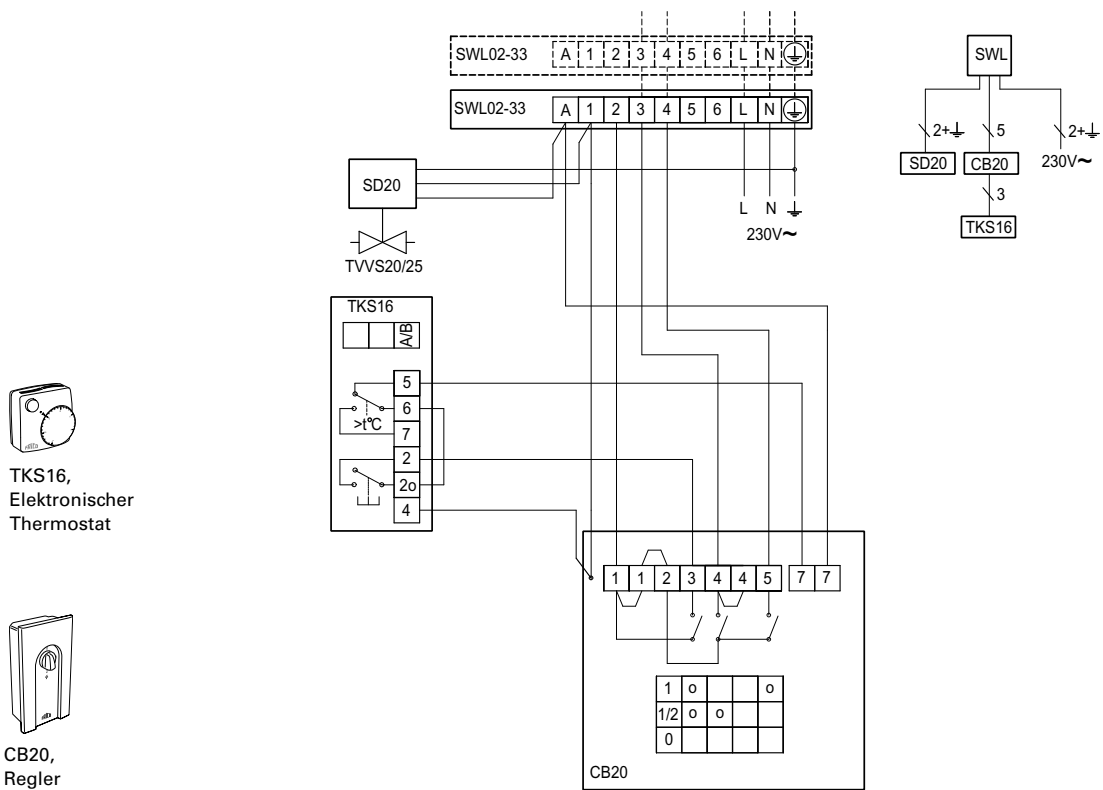 SWL02-33 A 1 2 3 4 5 6 L N
SWL02-33 A 1 2 3 4 5 6 L N
SD20
L N
230V~
TVVS20/25
SWL
2+ 5 2+
SD20 CB20 230V~
3
TKS16
TKS16
A/B
5
6
>t°C
7
2
2o
4
TKS16,
Elektronischer
Thermostat
1 1 2 3 4 4 5 7 7
1 o o
1/2 o o
0
CB20
CB20,
Regler